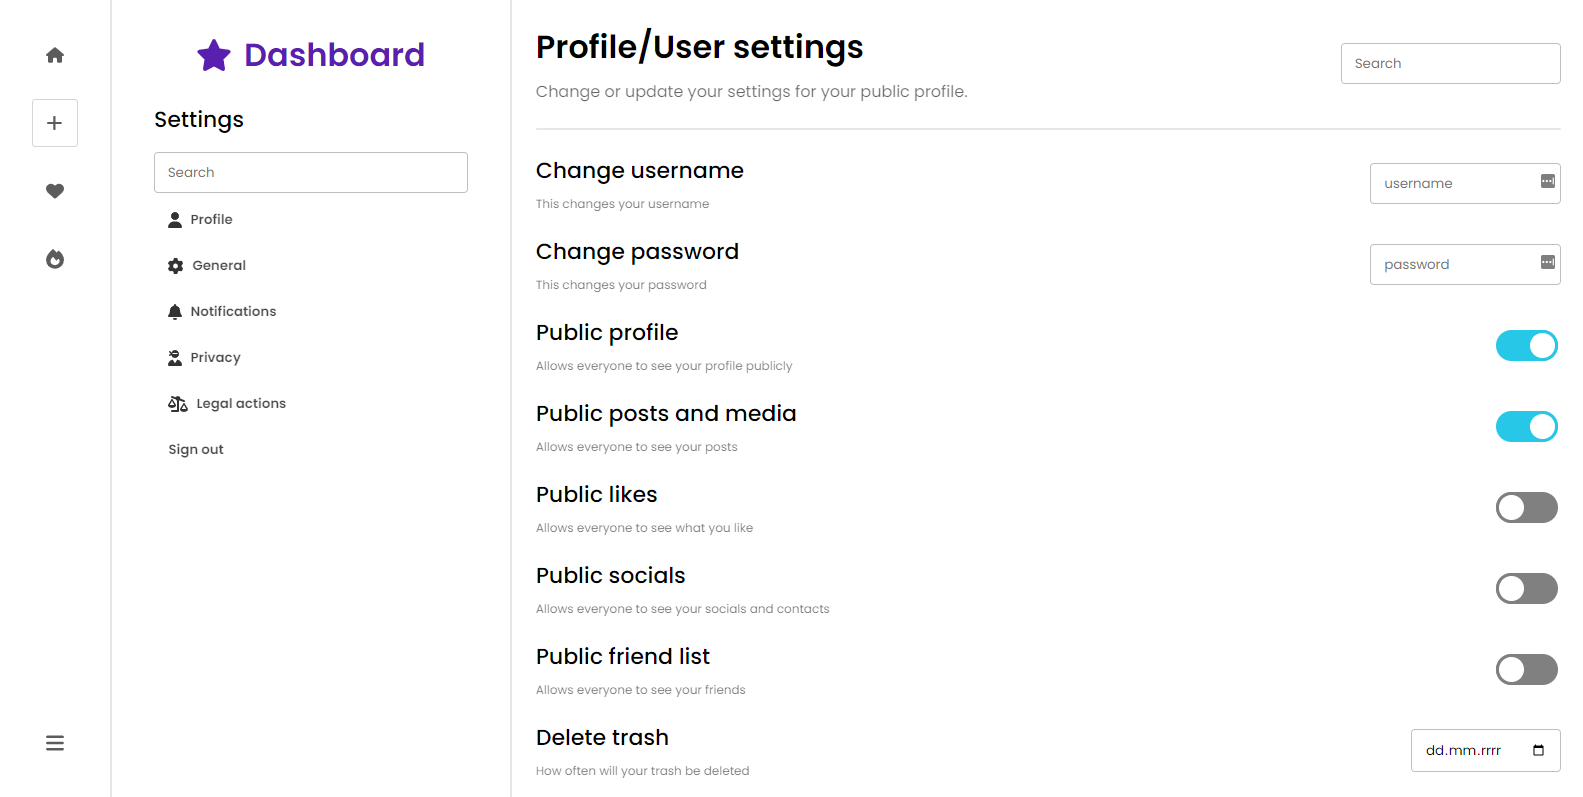 Dashboard
Settings
Search
Profile
General
Notifications
Privacy
Legal actions
Sign out
Profile/User settings
Change or update your settings for your public profile.
Search
Change username
This changes your username
username
Change password
This changes your password
password
Public profile
Allows everyone to see your profile publicly
Public posts and media
Allows everyone to see your posts
Public likes
Allows everyone to see what you like
Public socials
Allows everyone to see your socials and contacts
Public friend list
Allows everyone to see your friends
Delete trash
How often will your trash be deleted
dd.mm.rrrr